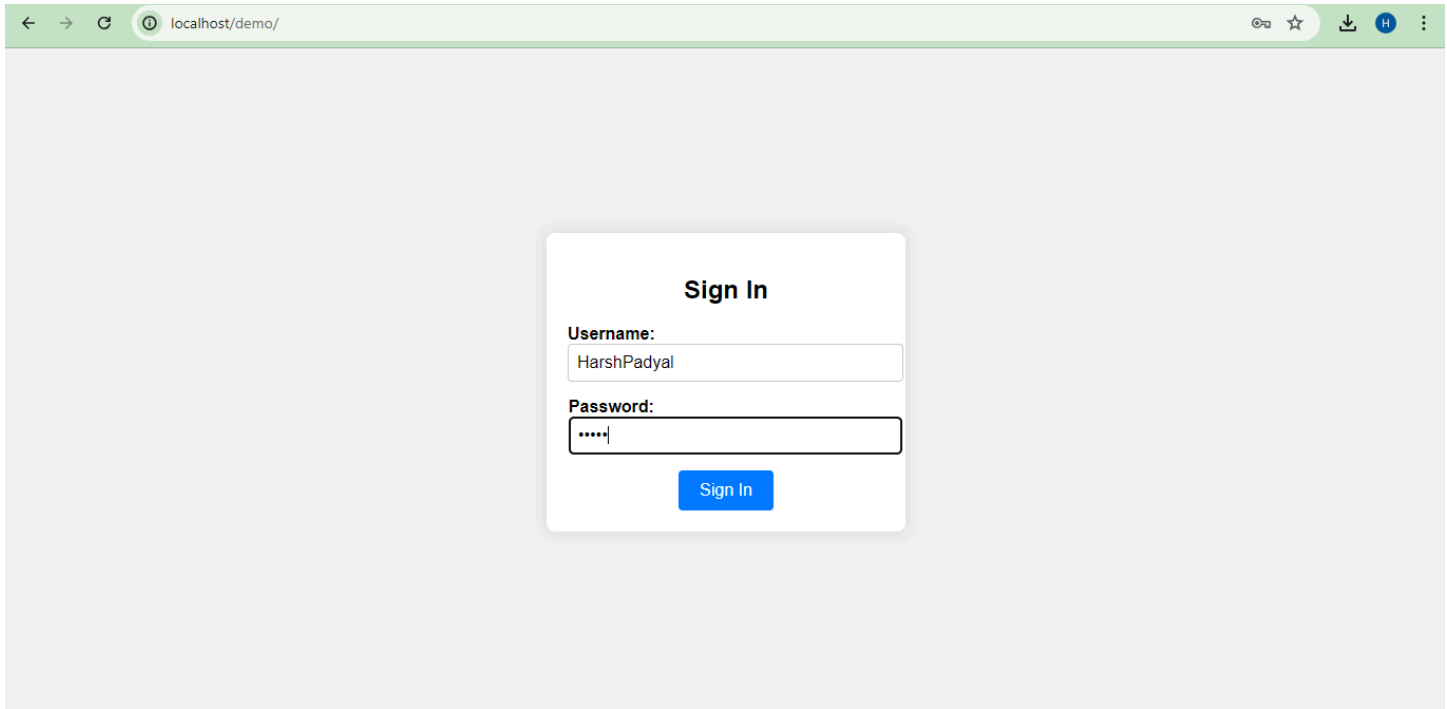 localhost/demo/
H
Sign In
Username:
HarshPadyal
Password:
•••••
Sign In